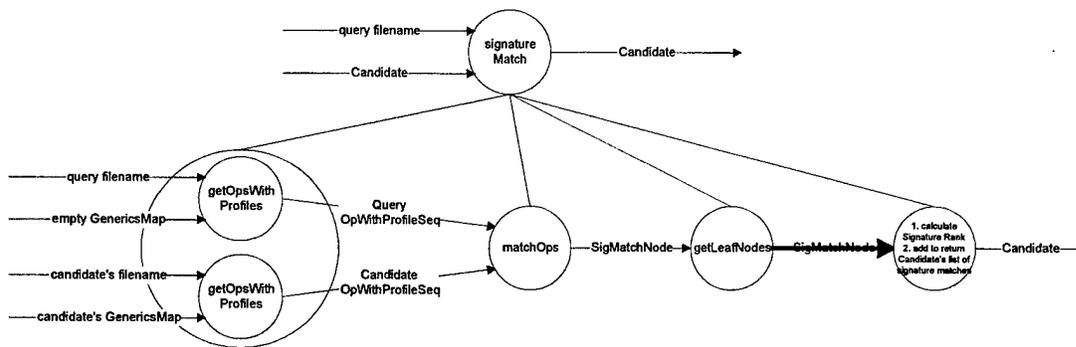 query filename
signature
Match
Candidate
Candidate
query filename
getOpsWith
Profiles
empty GenericsMap
Query
OpWithProfileSeq
matchOps
SigMatchNode
getLeafNodes
SigMatchNode
1. calculate
Signature Rank
2. add to return
Candidate's list of
signature matches
Candidate
candidate's filename
getOpsWith
Profiles
candidate's GenericsMap
Candidate
OpWithProfileSeq